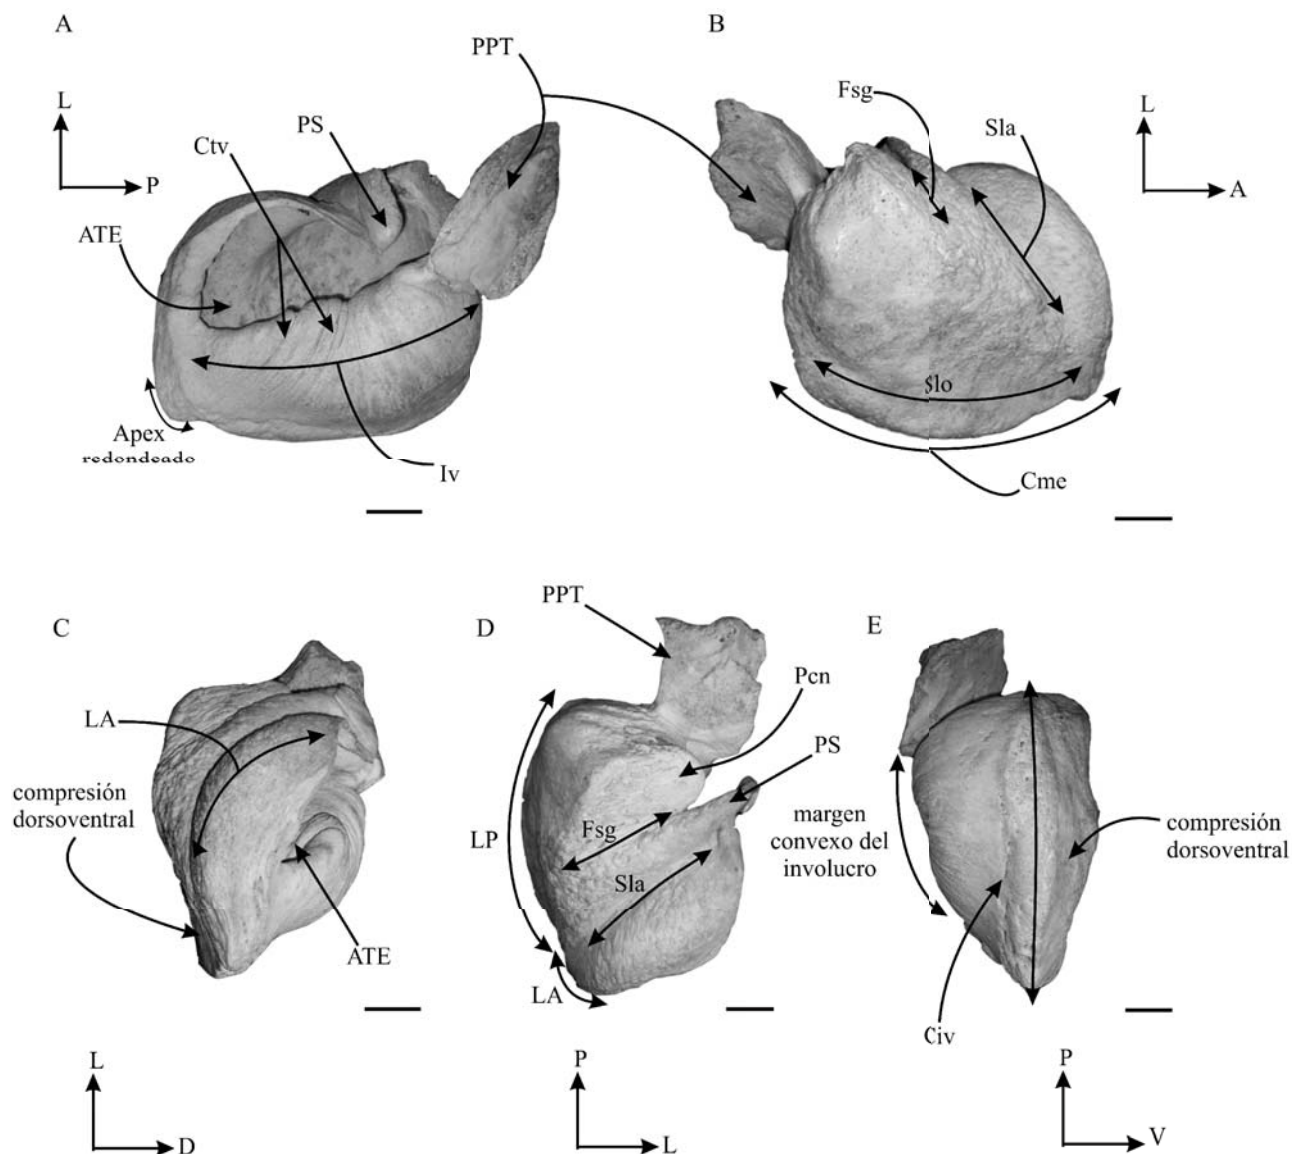 A
L
P
Ctv
PS
PPT
ATE
Apex
redondeado
Iv
B
Fsg
Sla
L
A
Slo
Cme
C
LA
compresión
dorsoventral
ATE
L
D
D
PPT
Pcn
PS
LP
Fsg
Sla
LA
P
L
E
margen
convexo del
involucro
compresión
dorsoventral
Civ
P
V